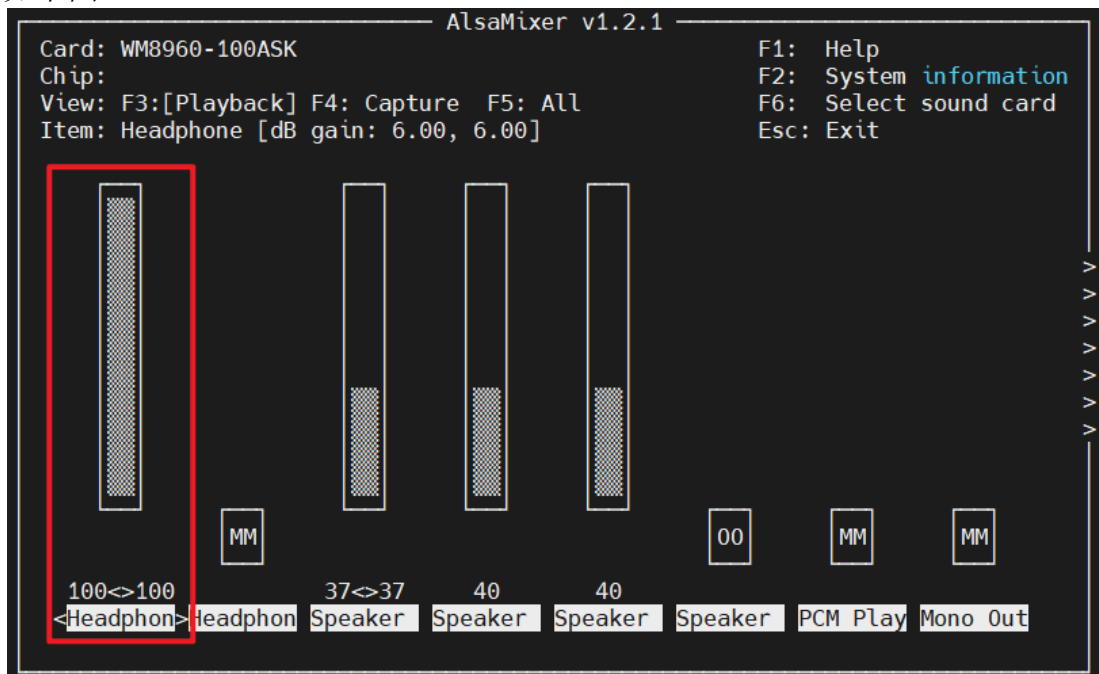 AlsaMixer v1.2.1
Card: WM8960-100ASK F1: Help
Chip: F2: System information
View: F3:[Playback] F4: Capture F5: All F6: Select sound card
Item: Headphone [dB gain: 6.00, 6.00] Esc: Exit
>
>
>
>
>
>
>
MM OO MM MM
100<>100 37<>37 40 40
<Headphon>Headphon Speaker Speaker Speaker Speaker PCM Play Mono Out